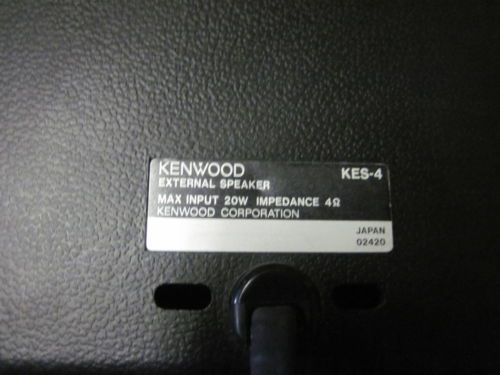 KENWOOD KES-4
EXTERNAL SPEAKER
MAX INPUT 20W IMPEDANCE 4Ω
KENWOOD CORPORATION
JAPAN
02420